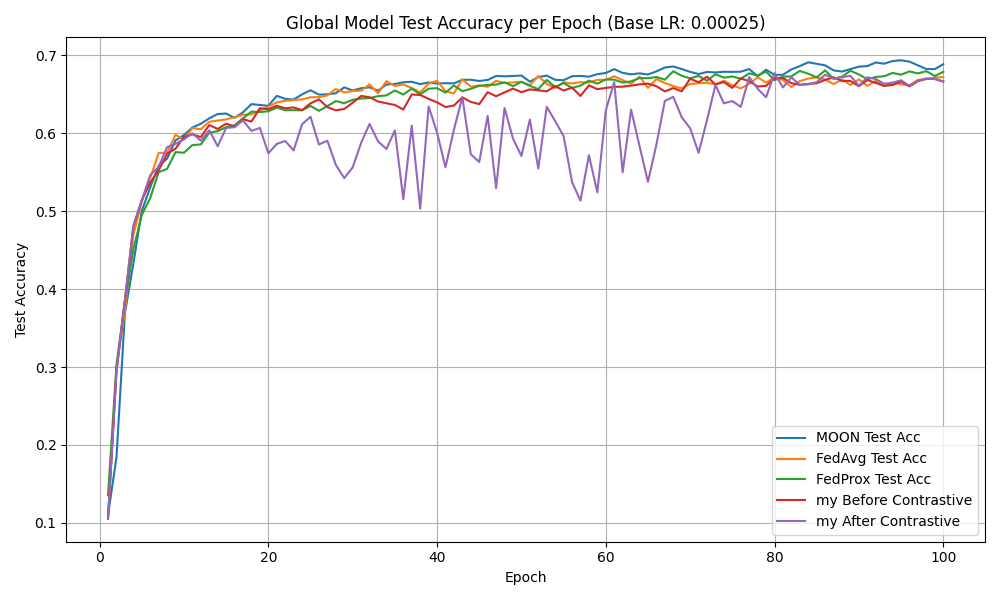 Global Model Test Accuracy per Epoch (Base LR: 0.00025)
0.7
0.6
0.5
0.4
0.3
0.2
0.1
Test Accuracy
0
20
40
60
80
100
Epoch
MOON Test Acc
FedAvg Test Acc
FedProx Test Acc
my Before Contrastive
my After Contrastive